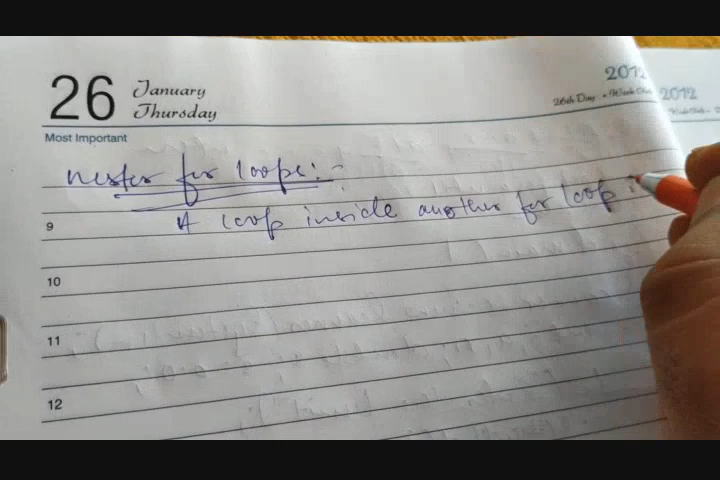 26 January
Thursday
2012
26th Day
2012
Most Important
nested for loops:-
A loop inside another for loop
9
10
11
12